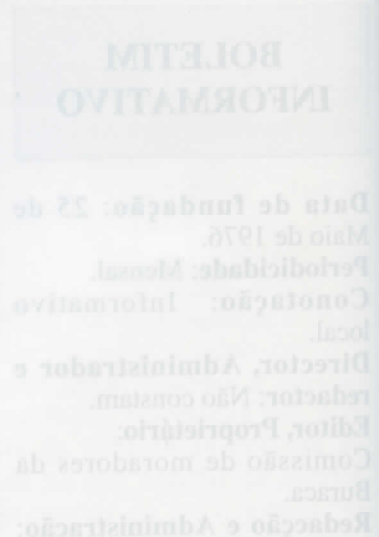 BOLETIM
INFORMATIVO
Data de fundação: 25 de
Maio de 1976.
Periodicidade: Mensal.
Conotação: Informativo
local.
Director, Administrador e
redactor: Não constam.
Editor, Proprietário:
Comissão de moradores da
Buraca.
Redacção e Administração: